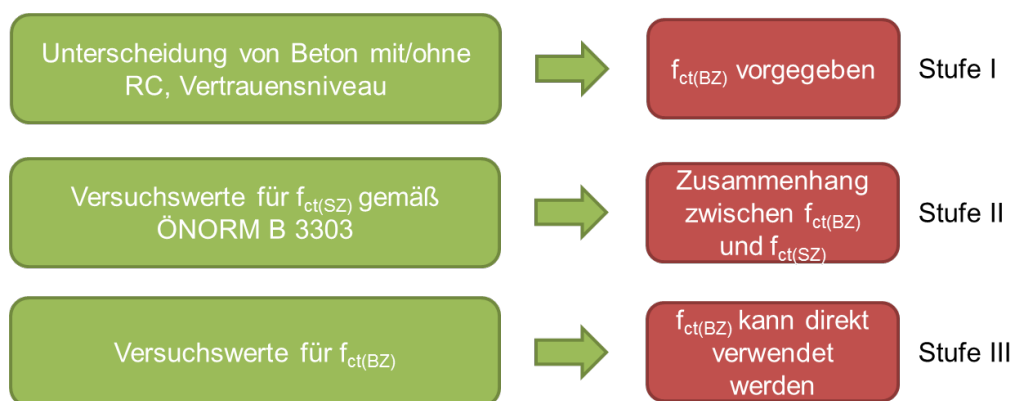 Unterscheidung von Beton mit/ohne
RC, Vertrauensniveau
fct(BZ) vorgegeben
Stufe I
Versuchswerte für fct(SZ) gemäß
ÖNORM B 3303
Zusammenhang
zwischen fct(BZ)
und fct(SZ)
Stufe II
Versuchswerte für fct(BZ)
fct(BZ) kann direkt
verwendet
werden
Stufe III